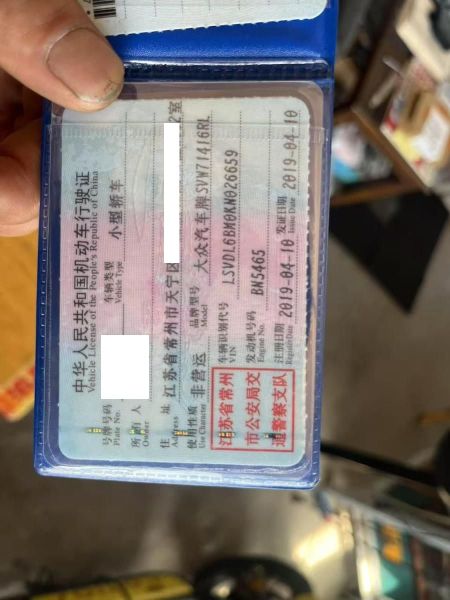 中华人民共和国机动车行驶证
Vehicle License of the People's Republic of China
号牌号码
Plate No.
车辆类型 小型轿车
Vehicle Type
所有人
Owner
住址 江苏省常州市天宁区 2室
Address
使用性质 非营运 品牌型号 大众汽车牌SVW71416RL
Use Character Model
江苏省常州
市公安局交
通警察支队
车辆识别代号 LSVDL6BM0KN026659
VIN
发动机号码 BN5465
Engine No.
注册日期 2019-04-10 发证日期 2019-04-10
Register Date Issue Date